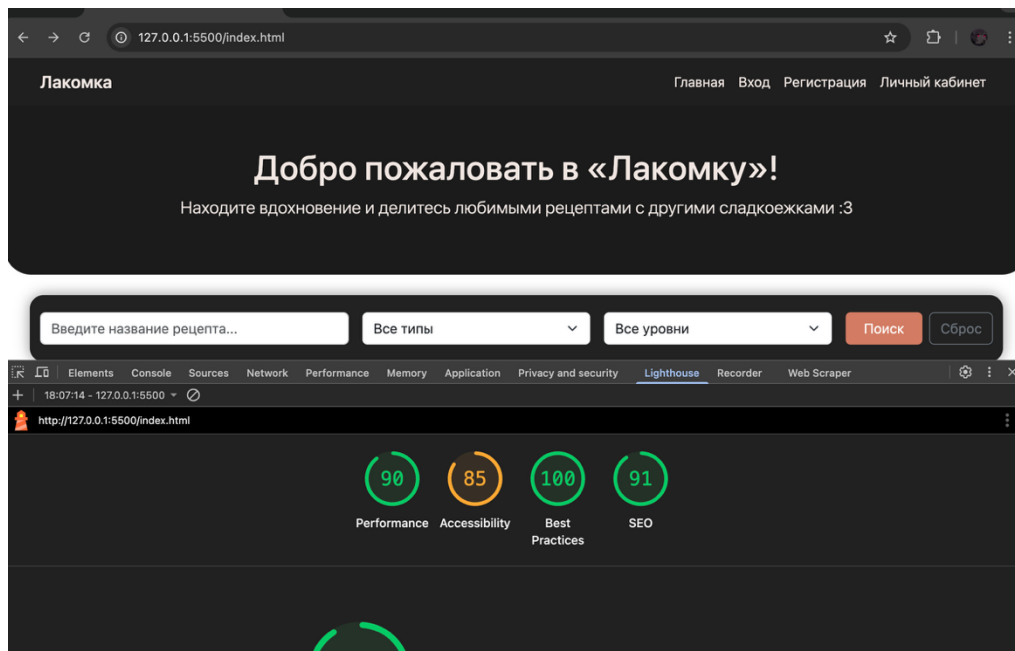 127.0.0.1:5500/index.html
Лакомка
Главная Вход Регистрация Личный кабинет
Добро пожаловать в «Лакомку»!
Находите вдохновение и делитесь любимыми рецептами с другими сладкоежками :3
Введите название рецепта... Все типы Все уровни Поиск Сброс
Elements Console Sources Network Performance Memory Application Privacy and security Lighthouse Recorder Web Scraper
18:07:14 - 127.0.0.1:5500
http://127.0.0.1:5500/index.html
90 85 100 91
Performance Accessibility Best Practices SEO